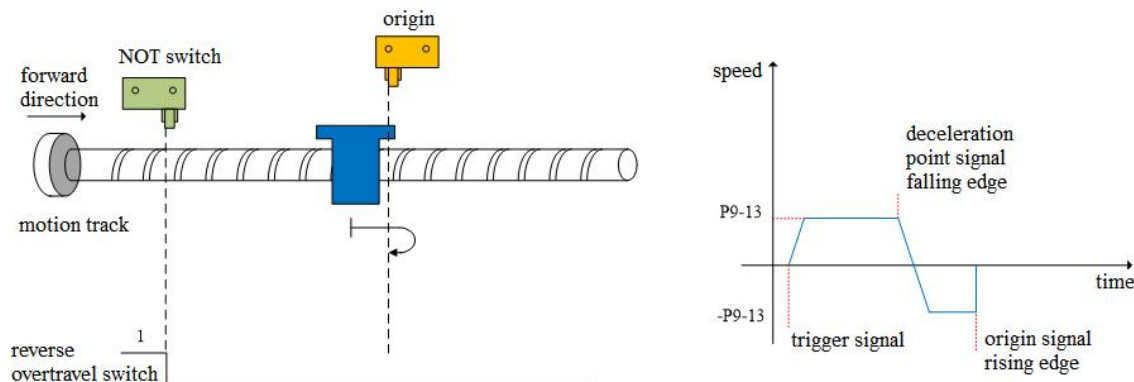 origin
NOT switch
forward
direction
motion track
1
reverse
overtravel switch
speed
deceleration
point signal
falling edge
P9-13
time
-P9-13
trigger signal
origin signal
rising edge